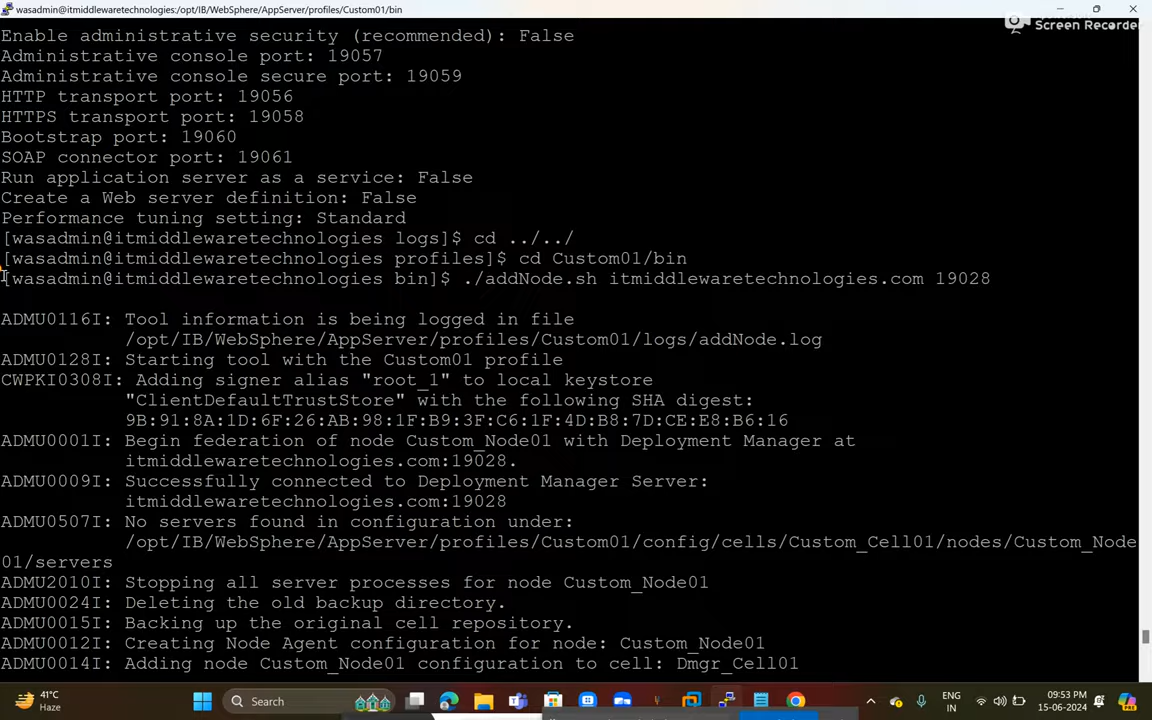 wasadmin@itmiddlewaretechnologies:/opt/IB/WebSphere/AppServer/profiles/Custom01/bin
Screen Recorder
Enable administrative security (recommended): False
Administrative console port: 19057
Administrative console secure port: 19059
HTTP transport port: 19056
HTTPS transport port: 19058
Bootstrap port: 19060
SOAP connector port: 19061
Run application server as a service: False
Create a Web server definition: False
Performance tuning setting: Standard
[wasadmin@itmiddlewaretechnologies logs]$ cd ../../
[wasadmin@itmiddlewaretechnologies profiles]$ cd Custom01/bin
[wasadmin@itmiddlewaretechnologies bin]$ ./addNode.sh itmiddlewaretechnologies.com 19028
ADMU0116I: Tool information is being logged in file
/opt/IB/WebSphere/AppServer/profiles/Custom01/logs/addNode.log
ADMU0128I: Starting tool with the Custom01 profile
CWPKI0308I: Adding signer alias "root_1" to local keystore
"ClientDefaultTrustStore" with the following SHA digest:
9B:91:8A:1D:6F:26:AB:98:1F:B9:3F:C6:1F:4D:B8:7D:CE:E8:B6:16
ADMU0001I: Begin federation of node Custom_Node01 with Deployment Manager at
itmiddlewaretechnologies.com:19028.
ADMU0009I: Successfully connected to Deployment Manager Server:
itmiddlewaretechnologies.com:19028
ADMU0507I: No servers found in configuration under:
/opt/IB/WebSphere/AppServer/profiles/Custom01/config/cells/Custom_Cell01/nodes/Custom_Node
01/servers
ADMU2010I: Stopping all server processes for node Custom_Node01
ADMU0024I: Deleting the old backup directory.
ADMU0015I: Backing up the original cell repository.
ADMU0012I: Creating Node Agent configuration for node: Custom_Node01
ADMU0014I: Adding node Custom_Node01 configuration to cell: Dmgr_Cell01
41°C
Haze
Search
ENG
IN
09:53 PM
15-06-2024